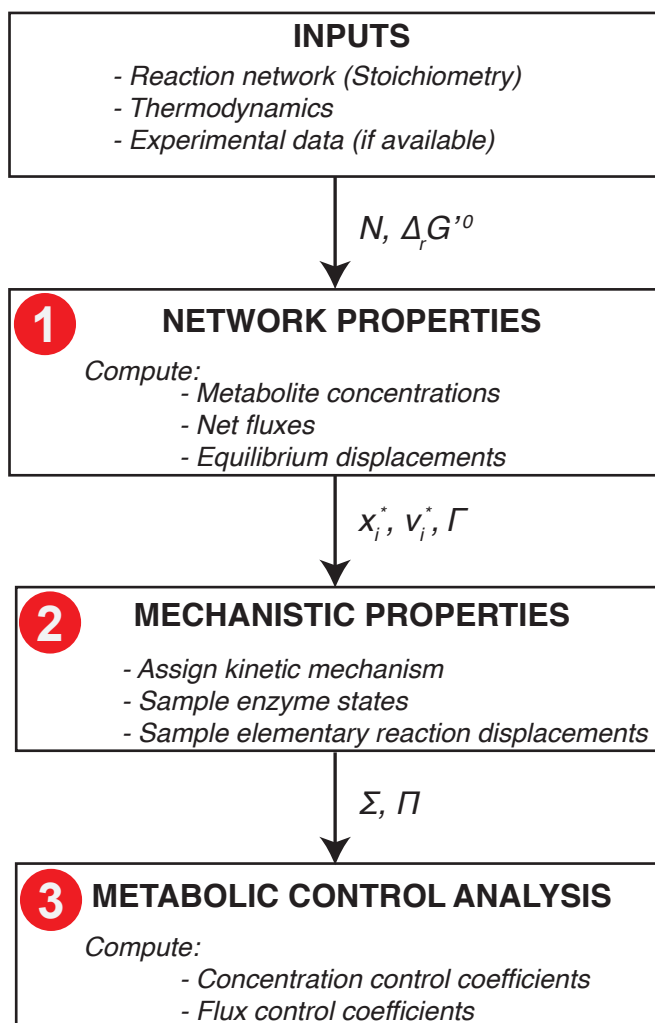 INPUTS
- Reaction network (Stoichiometry)
- Thermodynamics
- Experimental data (if available)
N, ΔᵣG'⁰
1 NETWORK PROPERTIES
Compute:
- Metabolite concentrations
- Net fluxes
- Equilibrium displacements
xᵢ*, vᵢ*, Γ
2 MECHANISTIC PROPERTIES
- Assign kinetic mechanism
- Sample enzyme states
- Sample elementary reaction displacements
Σ, Π
3 METABOLIC CONTROL ANALYSIS
Compute:
- Concentration control coefficients
- Flux control coefficients